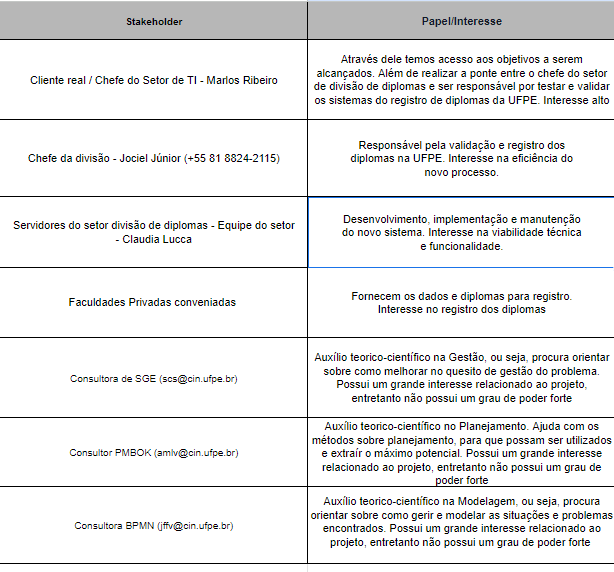 Stakeholder
Papel/Interesse
Cliente real / Chefe do Setor de TI - Marlos Ribeiro
Através dele temos acesso aos objetivos a serem
alcançados. Além de realizar a ponte entre o chefe do setor
de divisão de diplomas e ser responsável por testar e validar
os sistemas do registro de diplomas da UFPE. Interesse alto
Chefe da divisão - Jociel Júnior (+55 81 8824-2115)
Responsável pela validação e registro dos
diplomas na UFPE. Interesse na eficiência do
novo processo.
Servidores do setor divisão de diplomas - Equipe do setor
- Claudia Lucca
Desenvolvimento, implementação e manutenção
do novo sistema. Interesse na viabilidade técnica
e funcionalidade.
Faculdades Privadas conveniadas
Fornecem os dados e diplomas para registro.
Interesse no registro dos diplomas
Consultora de SGE (scs@cin.ufpe.br)
Auxílio teorico-científico na Gestão, ou seja, procura orientar
sobre como melhorar no quesito de gestão do problema.
Possui um grande interesse relacionado ao projeto,
entretanto não possui um grau de poder forte
Consultor PMBOK (amlv@cin.ufpe.br)
Auxílio teorico-científico no Planejamento. Ajuda com os
métodos sobre planejamento, para que possam ser utilizados
e extraír o máximo potencial. Possui um grande interesse
relacionado ao projeto, entretanto não possui um grau de
poder forte
Consultora BPMN (jffv@cin.ufpe.br)
Auxílio teorico-científico na Modelagem, ou seja, procura
orientar sobre como gerir e modelar as situações e problemas
encontrados. Possui um grande interesse relacionado ao
projeto, entretanto não possui um grau de poder forte